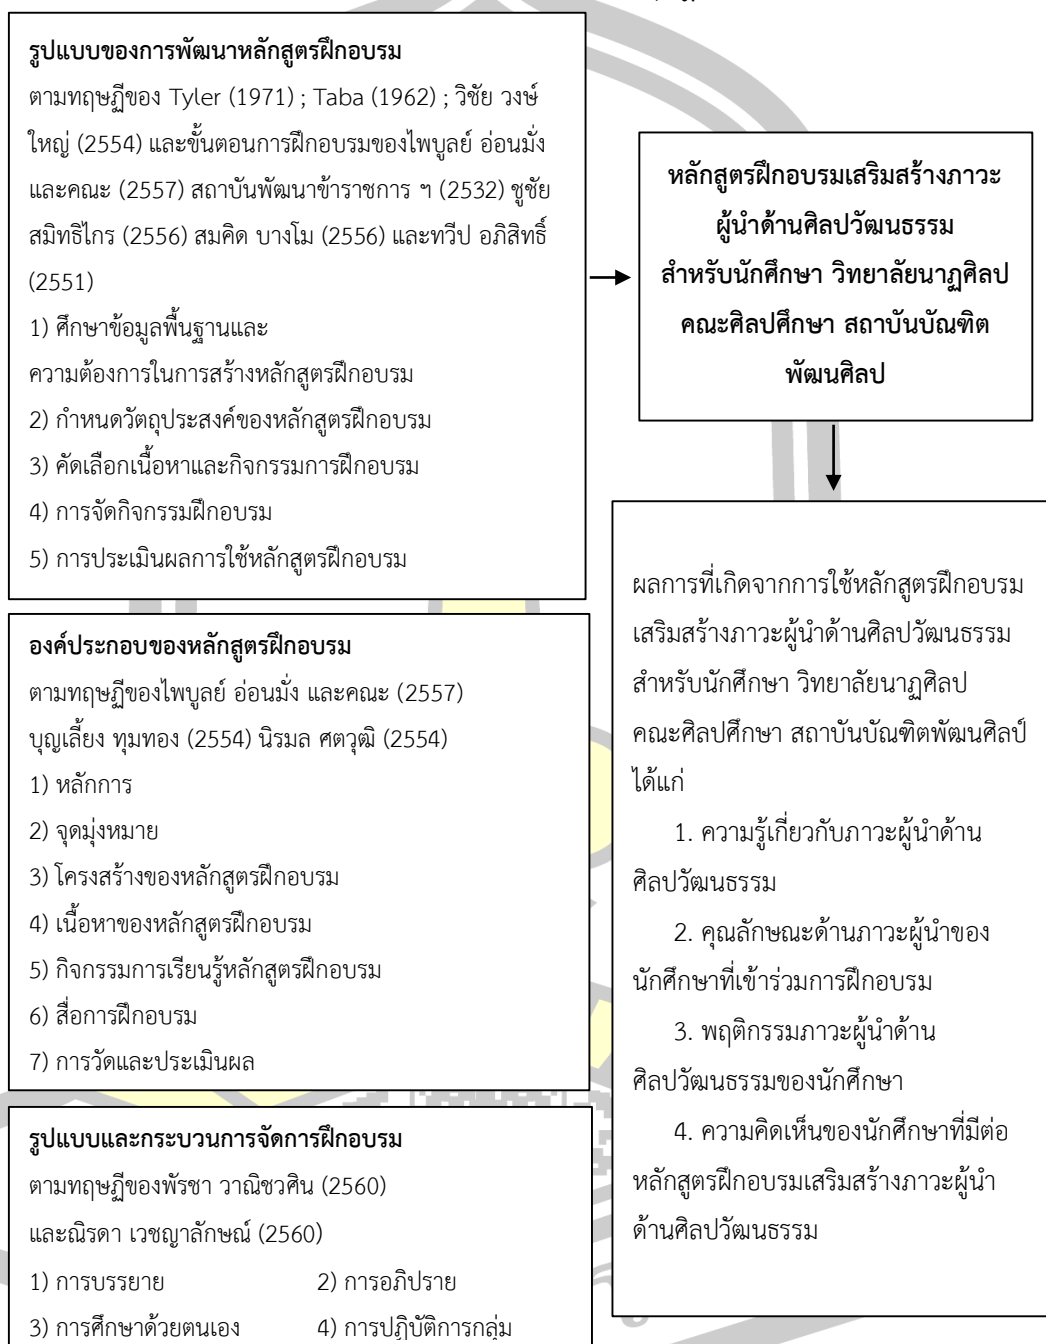 รูปแบบของการพัฒนาหลักสูตรฝึกอบรม
ตามทฤษฎีของ Tyler (1971) ; Taba (1962) ; วิชัย วงษ์
ใหญ่ (2554) และขั้นตอนการฝึกอบรมของไพบูลย์ อ่อนมั่ง
และคณะ (2557) สถาบันพัฒนาข้าราชการ ฯ (2532) ชูชัย
สมิทธิไกร (2556) สมคิด บางโม (2556) และทวีป อภิสิทธิ์
(2551)
1) ศึกษาข้อมูลพื้นฐานและ
ความต้องการในการสร้างหลักสูตรฝึกอบรม
2) กำหนดวัตถุประสงค์ของหลักสูตรฝึกอบรม
3) คัดเลือกเนื้อหาและกิจกรรมการฝึกอบรม
4) การจัดกิจกรรมฝึกอบรม
5) การประเมินผลการใช้หลักสูตรฝึกอบรม
องค์ประกอบของหลักสูตรฝึกอบรม
ตามทฤษฎีของไพบูลย์ อ่อนมั่ง และคณะ (2557)
บุญเลี้ยง ทุมทอง (2554) นิรมล ศตวุฒิ (2554)
1) หลักการ
2) จุดมุ่งหมาย
3) โครงสร้างของหลักสูตรฝึกอบรม
4) เนื้อหาของหลักสูตรฝึกอบรม
5) กิจกรรมการเรียนรู้หลักสูตรฝึกอบรม
6) สื่อการฝึกอบรม
7) การวัดและประเมินผล
รูปแบบและกระบวนการจัดการฝึกอบรม
ตามทฤษฎีของพัรชา วาณิชวศิน (2560)
และณิรดา เวชญาลักษณ์ (2560)
1) การบรรยาย 2) การอภิปราย
3) การศึกษาด้วยตนเอง 4) การปฏิบัติการกลุ่ม
หลักสูตรฝึกอบรมเสริมสร้างภาวะ
ผู้นำด้านศิลปวัฒนธรรม
สำหรับนักศึกษา วิทยาลัยนาฏศิลป
คณะศิลปศึกษา สถาบันบัณฑิต
พัฒนศิลป
ผลการที่เกิดจากการใช้หลักสูตรฝึกอบรม
เสริมสร้างภาวะผู้นำด้านศิลปวัฒนธรรม
สำหรับนักศึกษา วิทยาลัยนาฏศิลป
คณะศิลปศึกษา สถาบันบัณฑิตพัฒนศิลป์
ได้แก่
1. ความรู้เกี่ยวกับภาวะผู้นำด้าน
ศิลปวัฒนธรรม
2. คุณลักษณะด้านภาวะผู้นำของ
นักศึกษาที่เข้าร่วมการฝึกอบรม
3. พฤติกรรมภาวะผู้นำด้าน
ศิลปวัฒนธรรมของนักศึกษา
4. ความคิดเห็นของนักศึกษาที่มีต่อ
หลักสูตรฝึกอบรมเสริมสร้างภาวะผู้นำ
ด้านศิลปวัฒนธรรม